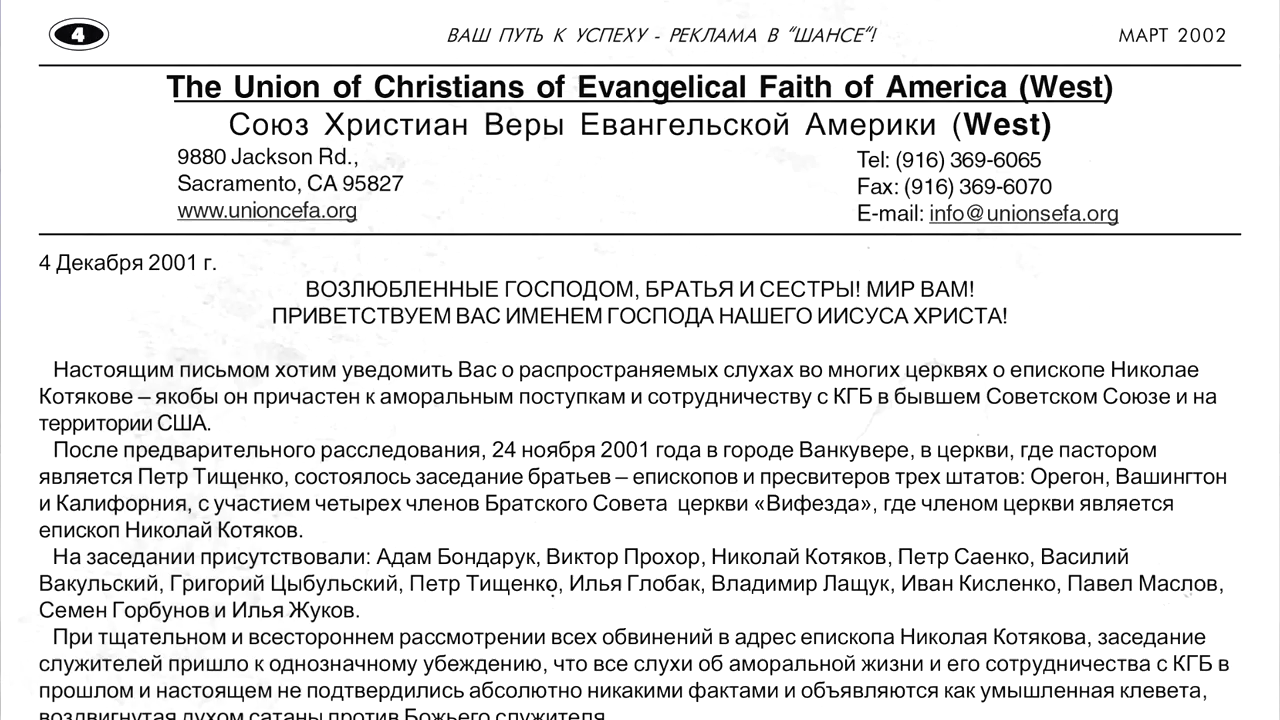 4
ВАШ ПУТЬ К УСПЕХУ - РЕКЛАМА В "ШАНСЕ"!
МАРТ 2002
The Union of Christians of Evangelical Faith of America (West)
Союз Христиан Веры Евангельской Америки (West)
9880 Jackson Rd.,
Sacramento, CA 95827
www.unioncefa.org
Tel: (916) 369-6065
Fax: (916) 369-6070
E-mail: info@unionsefa.org
4 Декабря 2001 г.
ВОЗЛЮБЛЕННЫЕ ГОСПОДОМ, БРАТЬЯ И СЕСТРЫ! МИР ВАМ!
ПРИВЕТСТВУЕМ ВАС ИМЕНЕМ ГОСПОДА НАШЕГО ИИСУСА ХРИСТА!
Настоящим письмом хотим уведомить Вас о распространяемых слухах во многих церквях о епископе Николае
Котякове – якобы он причастен к аморальным поступкам и сотрудничеству с КГБ в бывшем Советском Союзе и на
территории США.
После предварительного расследования, 24 ноября 2001 года в городе Ванкувере, в церкви, где пастором
является Петр Тищенко, состоялось заседание братьев – епископов и пресвитеров трех штатов: Орегон, Вашингтон
и Калифорния, с участием четырех членов Братского Совета церкви «Вифезда», где членом церкви является
епископ Николай Котяков.
На заседании присутствовали: Адам Бондарук, Виктор Прохор, Николай Котяков, Петр Саенко, Василий
Вакульский, Григорий Цыбульский, Петр Тищенко, Илья Глобак, Владимир Лащук, Иван Кисленко, Павел Маслов,
Семен Горбунов и Илья Жуков.
При тщательном и всестороннем рассмотрении всех обвинений в адрес епископа Николая Котякова, заседание
служителей пришло к однозначному убеждению, что все слухи об аморальной жизни и его сотрудничества с КГБ в
прошлом и настоящем не подтвердились абсолютно никакими фактами и объявляются как умышленная клевета,
воздвигнутая духом сатаны против Божьего служителя.